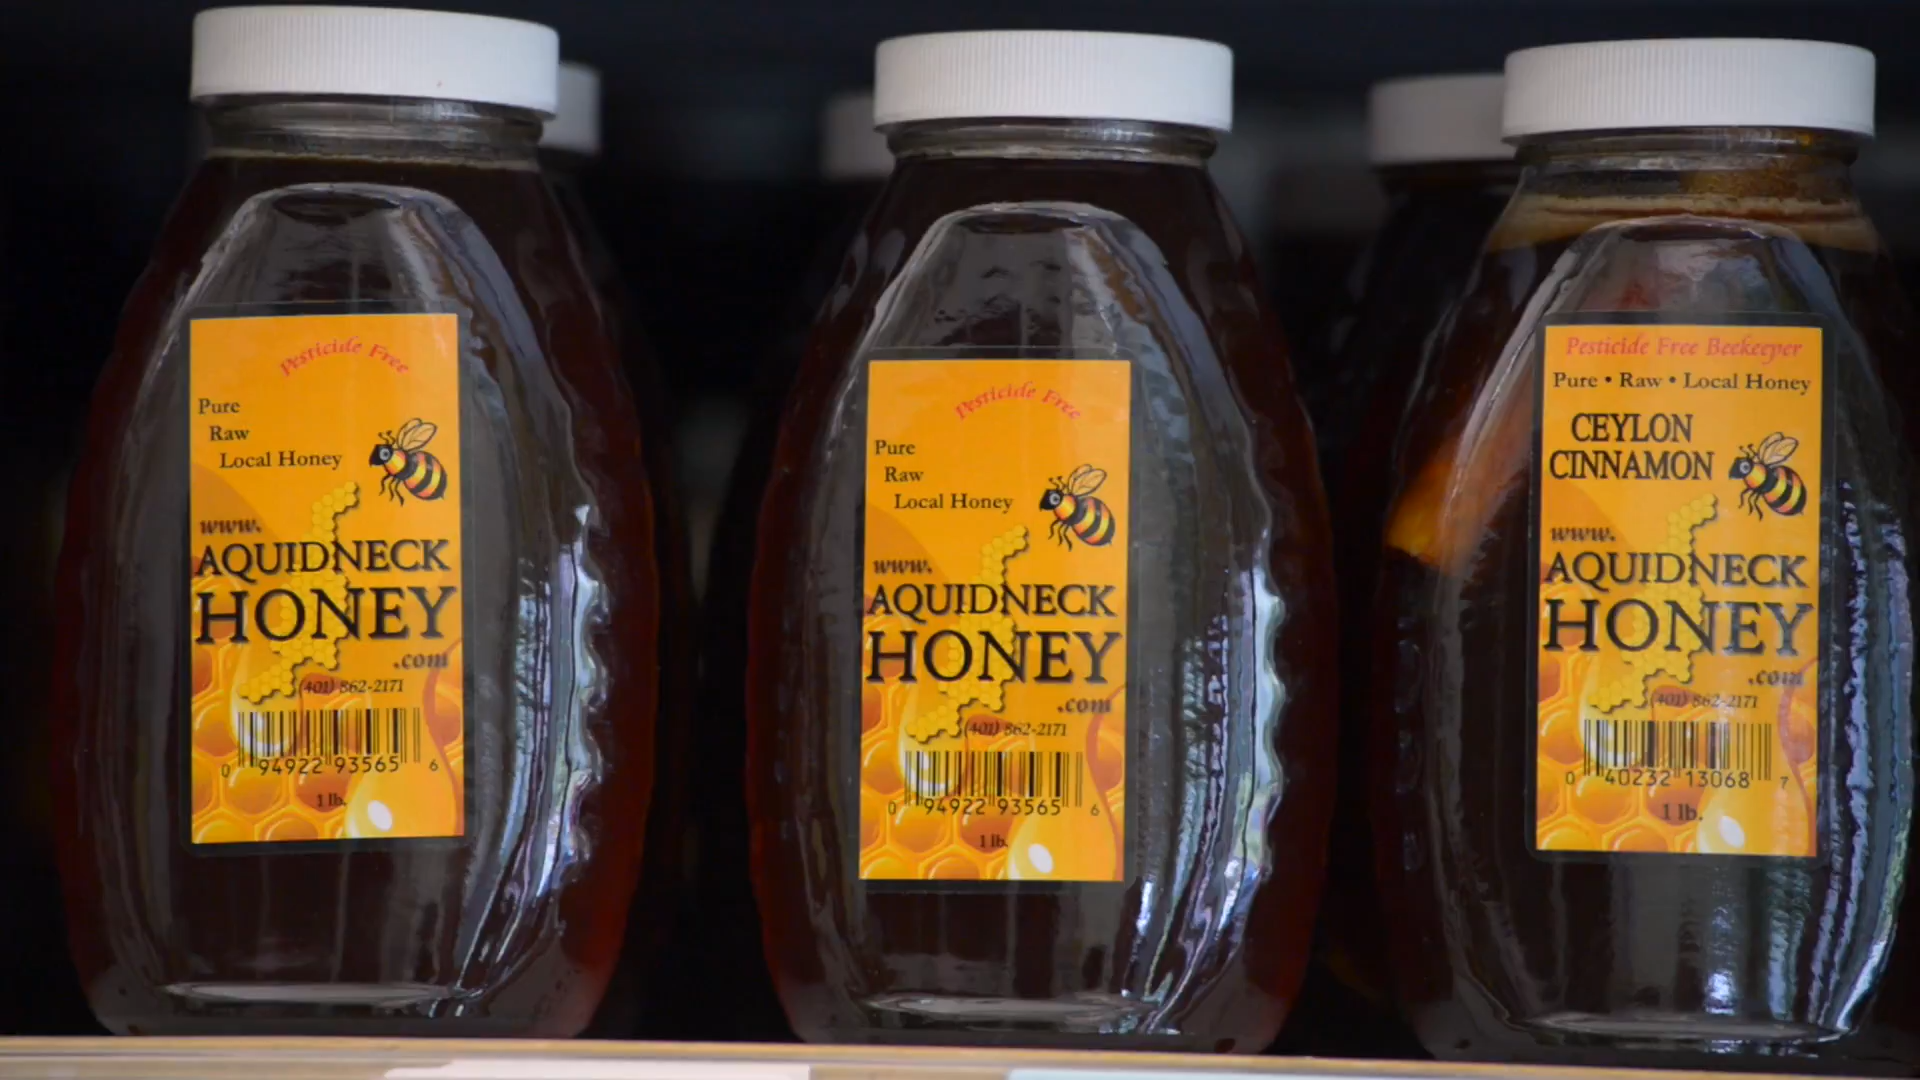 Pesticide Free
Pure
Raw
Local Honey
www.
AQUIDNECK
HONEY
.com
(401) 862-2171
0 94922 93565 6
1 lb.
Pesticide Free
Pure
Raw
Local Honey
www.
AQUIDNECK
HONEY
.com
(401) 862-2171
0 94922 93565 6
1 lb.
Pesticide Free Beekeeper
Pure • Raw • Local Honey
CEYLON
CINNAMON
www.
AQUIDNECK
HONEY
.com
(401) 862-2171
0 40232 13068 7
1 lb.